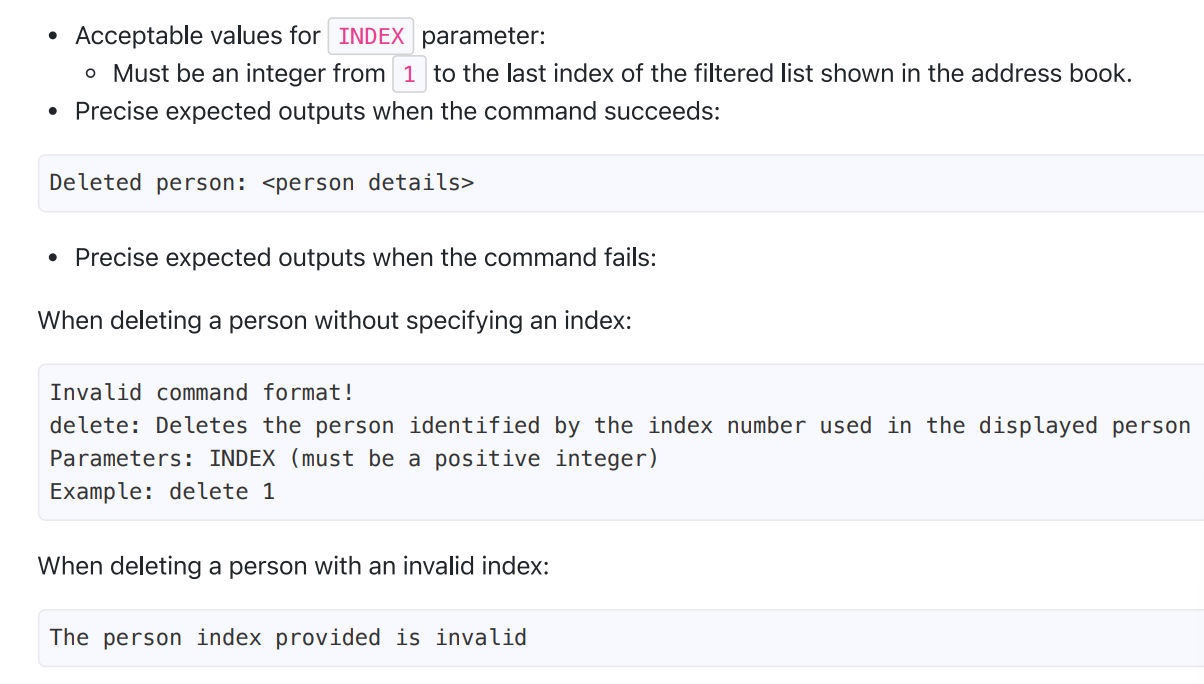 Acceptable values for INDEX parameter:
Must be an integer from 1 to the last index of the filtered list shown in the address book.
Precise expected outputs when the command succeeds:
Deleted person: <person details>
Precise expected outputs when the command fails:
When deleting a person without specifying an index:
Invalid command format!
delete: Deletes the person identified by the index number used in the displayed person
Parameters: INDEX (must be a positive integer)
Example: delete 1
When deleting a person with an invalid index:
The person index provided is invalid